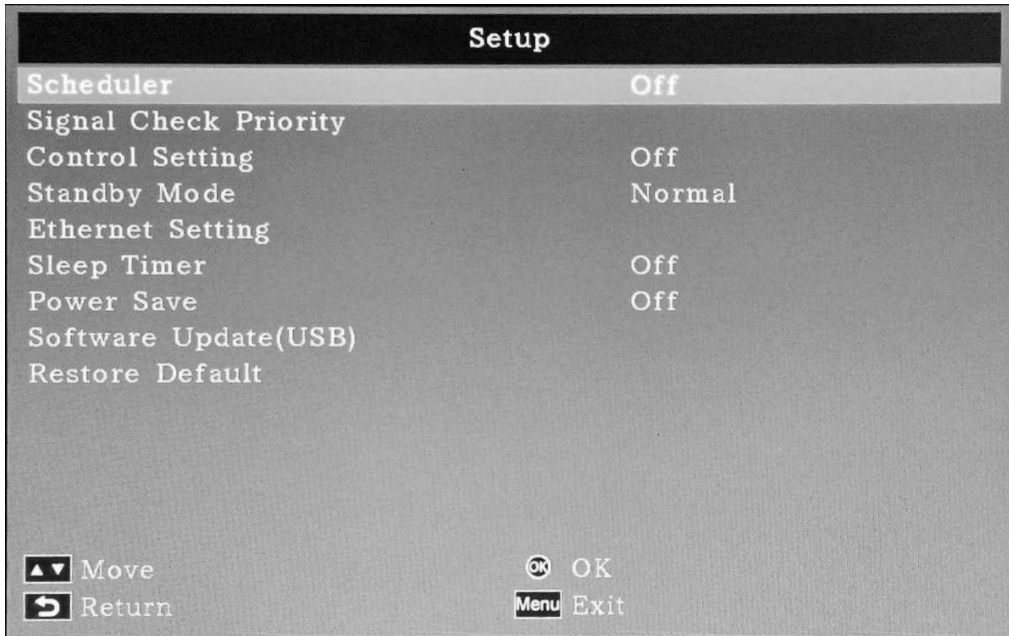 Setup
Scheduler Off
Signal Check Priority
Control Setting Off
Standby Mode Normal
Ethernet Setting
Sleep Timer Off
Power Save Off
Software Update(USB)
Restore Default
Move OK OK
Return Menu Exit